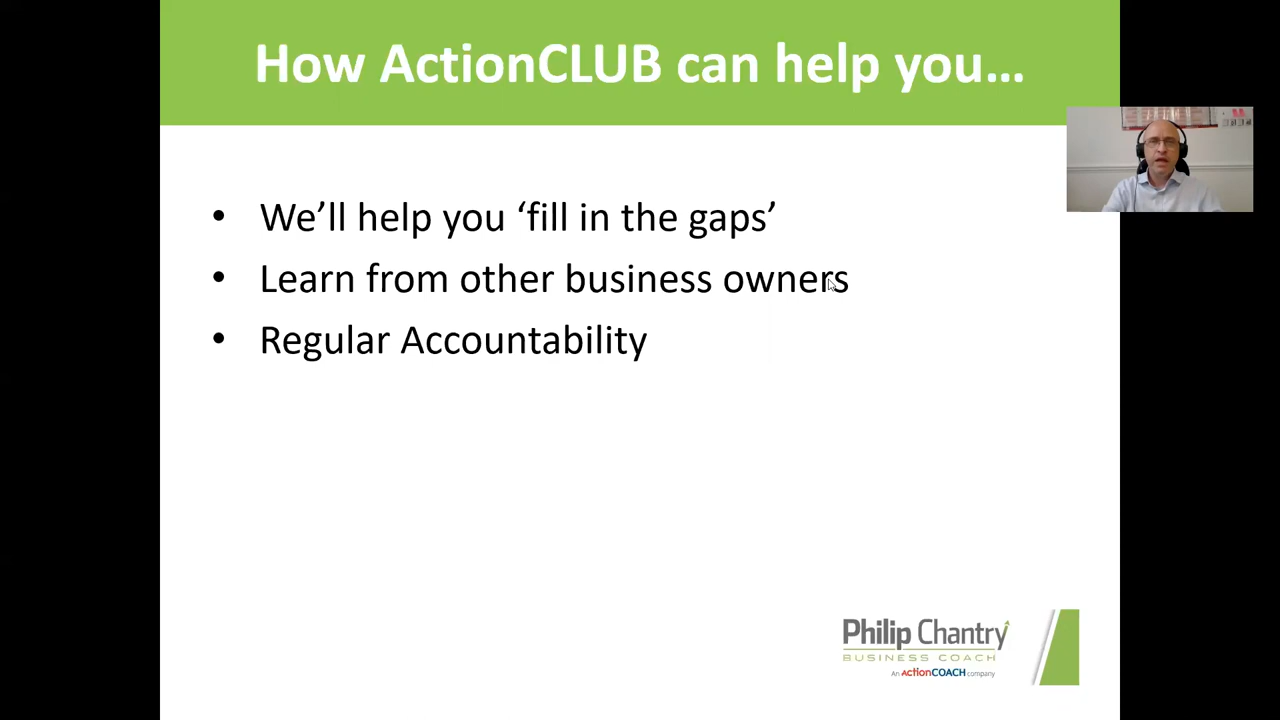 How ActionCLUB can help you...
• We’ll help you ‘fill in the gaps’
• Learn from other business owners
• Regular Accountability
Philip Chantry
BUSINESS COACH
An ActionCOACH company